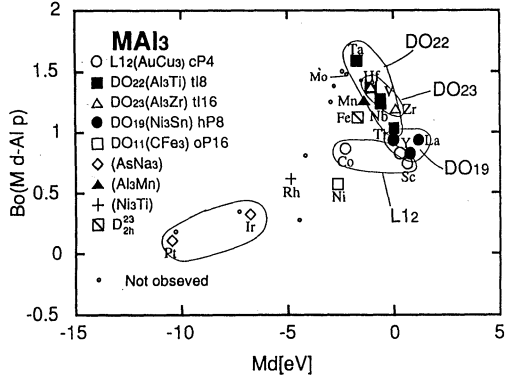 MAl3
L12(AuCu3) cP4
DO22(Al3Ti) tI8
DO23(Al3Zr) tI16
DO19(Ni3Sn) hP8
DO11(CFe3) oP16
(AsNa3)
(Al3Mn)
(Ni3Ti)
D23 2h
Not obseved
2
1.5
1
0.5
0
-0.5
-15
-10
-5
0
5
Md[eV]
Bo(M d-Al p)
Ta
DO22
Mo
Hf
DO23
V
Mn
Nb
Zr
Fe
Ti
Y
La
DO19
Co
Sc
Rh
Ni
L12
Ir
Pt